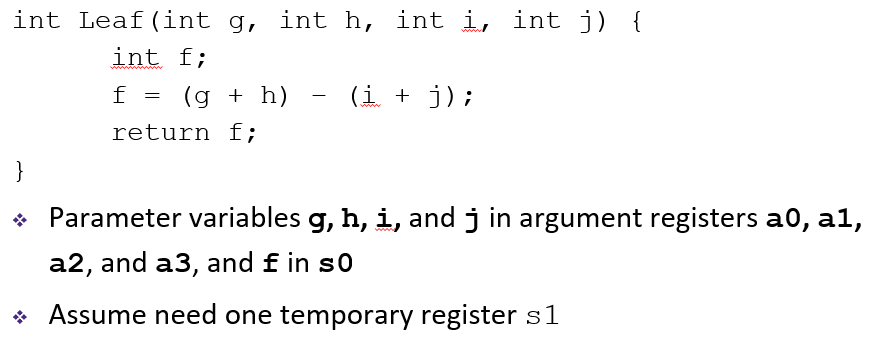 int Leaf(int g, int h, int i, int j) {
int f;
f = (g + h) - (i + j);
return f;
}
Parameter variables g, h, i, and j in argument registers a0, a1,
a2, and a3, and f in s0
Assume need one temporary register s1